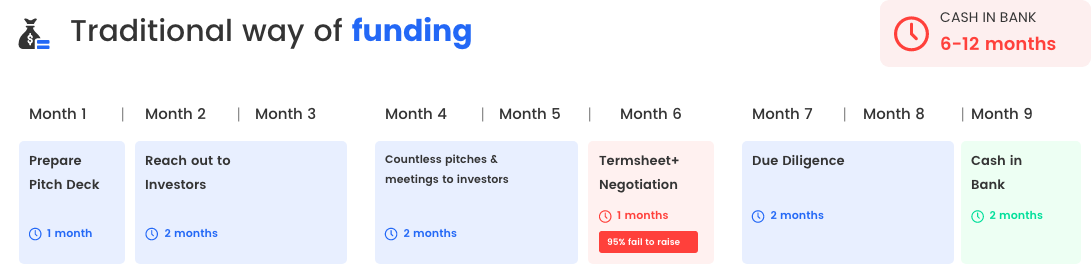 Traditional way of funding
CASH IN BANK
6-12 months
Month 1 | Month 2 | Month 3 Month 4 | Month 5 | Month 6 Month 7 | Month 8 | Month 9
Prepare
Pitch Deck
1 month
Reach out to
Investors
2 months
Countless pitches &
meetings to investors
2 months
Termsheet+
Negotiation
1 months
95% fail to raise
Due Diligence
2 months
Cash in
Bank
2 months